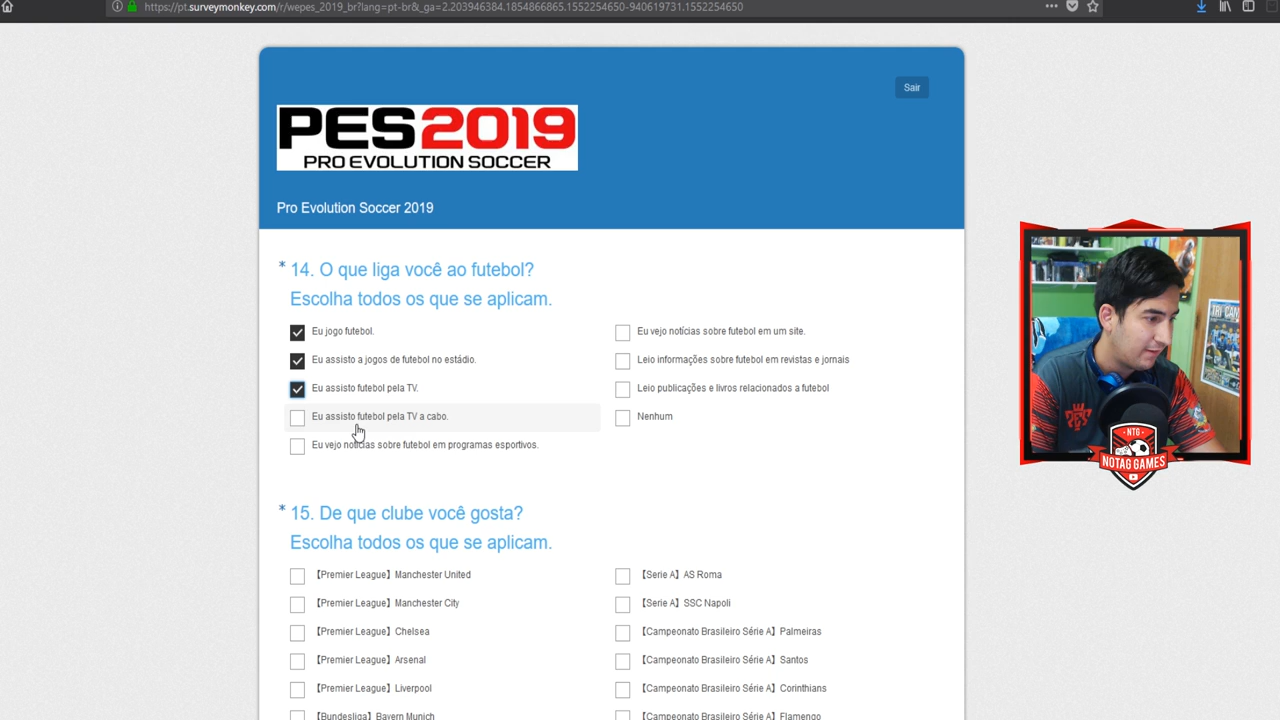 https://pt.surveymonkey.com/r/wepes_2019_br?lang=pt-br&_ga=2.203946384.1854866865.1552254650-940619731.1552254650
Sair
PES2019
PRO EVOLUTION SOCCER
Pro Evolution Soccer 2019
* 14. O que liga você ao futebol?
Escolha todos os que se aplicam.
Eu jogo futebol.
Eu assisto a jogos de futebol no estádio.
Eu assisto futebol pela TV.
Eu assisto futebol pela TV a cabo.
Eu vejo notícias sobre futebol em programas esportivos.
Eu vejo notícias sobre futebol em um site.
Leio informações sobre futebol em revistas e jornais
Leio publicações e livros relacionados a futebol
Nenhum
* 15. De que clube você gosta?
Escolha todos os que se aplicam.
【Premier League】Manchester United
【Premier League】Manchester City
【Premier League】Chelsea
【Premier League】Arsenal
【Premier League】Liverpool
【Bundesliga】Bayern Munich
【Serie A】AS Roma
【Serie A】SSC Napoli
【Campeonato Brasileiro Série A】Palmeiras
【Campeonato Brasileiro Série A】Santos
【Campeonato Brasileiro Série A】Corinthians
【Campeonato Brasileiro Série A】Flamengo
NTG
NOTAG GAMES